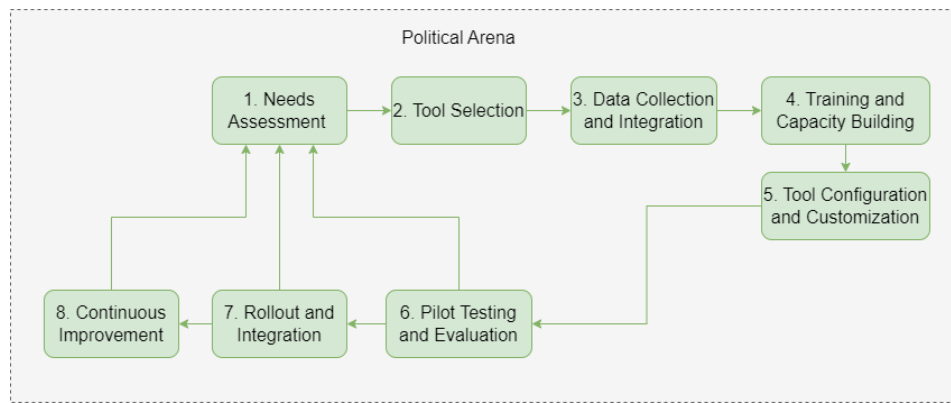 Political Arena
1. Needs
Assessment
2. Tool Selection
3. Data Collection
and Integration
4. Training and
Capacity Building
5. Tool Configuration
and Customization
6. Pilot Testing
and Evaluation
7. Rollout and
Integration
8. Continuous
Improvement